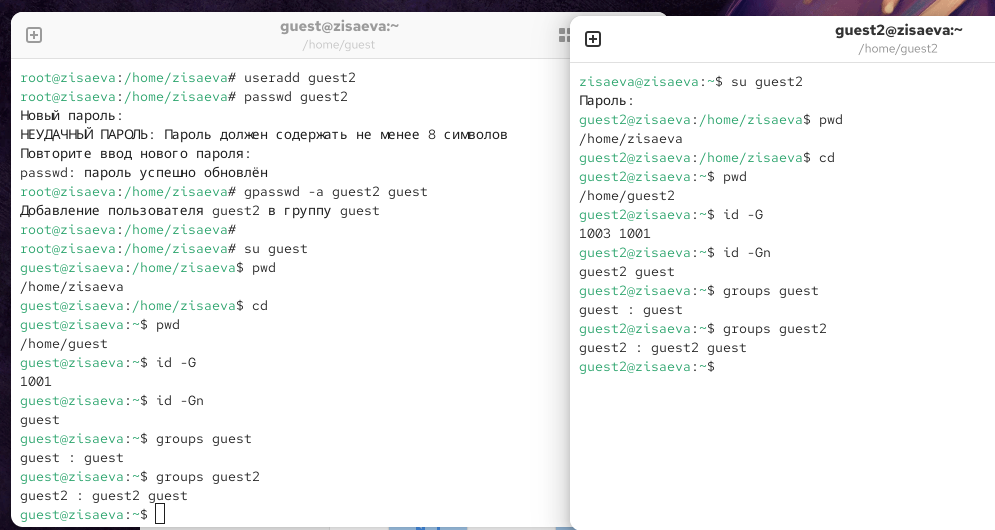 guest@zisaeva:~
/home/guest
root@zisaeva:/home/zisaeva# useradd guest2
root@zisaeva:/home/zisaeva# passwd guest2
Новый пароль:
НЕУДАЧНЫЙ ПАРОЛЬ: Пароль должен содержать не менее 8 символов
Повторите ввод нового пароля:
passwd: пароль успешно обновлён
root@zisaeva:/home/zisaeva# gpasswd -a guest2 guest
Добавление пользователя guest2 в группу guest
root@zisaeva:/home/zisaeva#
root@zisaeva:/home/zisaeva# su guest
guest@zisaeva:/home/zisaeva$ pwd
/home/zisaeva
guest@zisaeva:/home/zisaeva$ cd
guest@zisaeva:~$ pwd
/home/guest
guest@zisaeva:~$ id -G
1001
guest@zisaeva:~$ id -Gn
guest
guest@zisaeva:~$ groups guest
guest : guest
guest@zisaeva:~$ groups guest2
guest2 : guest2 guest
guest@zisaeva:~$
guest2@zisaeva:~
/home/guest2
zisaeva@zisaeva:~$ su guest2
Пароль:
guest2@zisaeva:/home/zisaeva$ pwd
/home/zisaeva
guest2@zisaeva:/home/zisaeva$ cd
guest2@zisaeva:~$ pwd
/home/guest2
guest2@zisaeva:~$ id -G
1003 1001
guest2@zisaeva:~$ id -Gn
guest2 guest
guest2@zisaeva:~$ groups guest
guest : guest
guest2@zisaeva:~$ groups guest2
guest2 : guest2 guest
guest2@zisaeva:~$